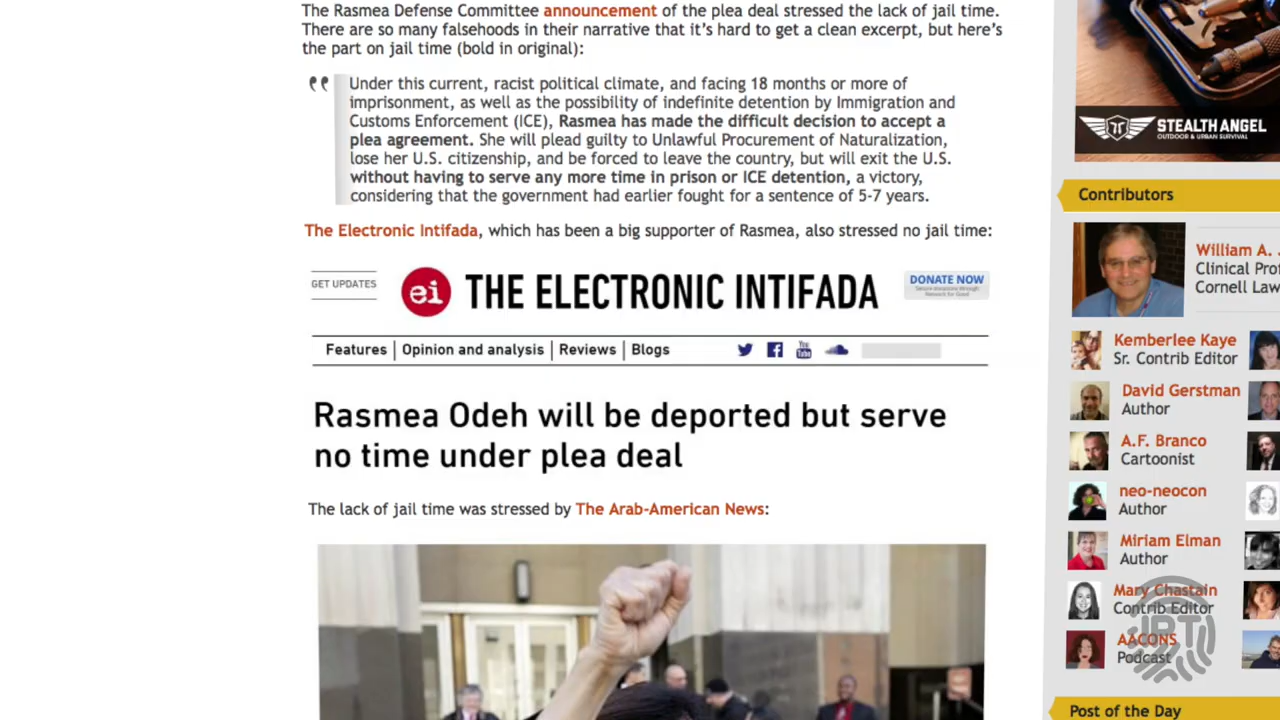 The Rasmea Defense Committee announcement of the plea deal stressed the lack of jail time.
There are so many falsehoods in their narrative that it's hard to get a clean excerpt, but here's
the part on jail time (bold in original):
Under this current, racist political climate, and facing 18 months or more of
imprisonment, as well as the possibility of indefinite detention by Immigration and
Customs Enforcement (ICE), Rasmea has made the difficult decision to accept a
plea agreement. She will plead guilty to Unlawful Procurement of Naturalization,
lose her U.S. citizenship, and be forced to leave the country, but will exit the U.S.
without having to serve any more time in prison or ICE detention, a victory,
considering that the government had earlier fought for a sentence of 5-7 years.
The Electronic Intifada, which has been a big supporter of Rasmea, also stressed no jail time:
GET UPDATES
ei
THE ELECTRONIC INTIFADA
DONATE NOW
Features | Opinion and analysis | Reviews | Blogs
You Tube
Rasmea Odeh will be deported but serve
no time under plea deal
The lack of jail time was stressed by The Arab-American News:
STEALTH ANGEL
OUTDOOR & URBAN SURVIVAL
Contributors
William A.
Clinical Prof
Cornell Law
Kemberlee Kaye
Sr. Contrib Editor
David Gerstman
Author
A.F. Branco
Cartoonist
neo-neocon
Author
Miriam Elman
Author
Mary Chastain
Contrib Editor
AACONS
Podcast
IPT
Post of the Day